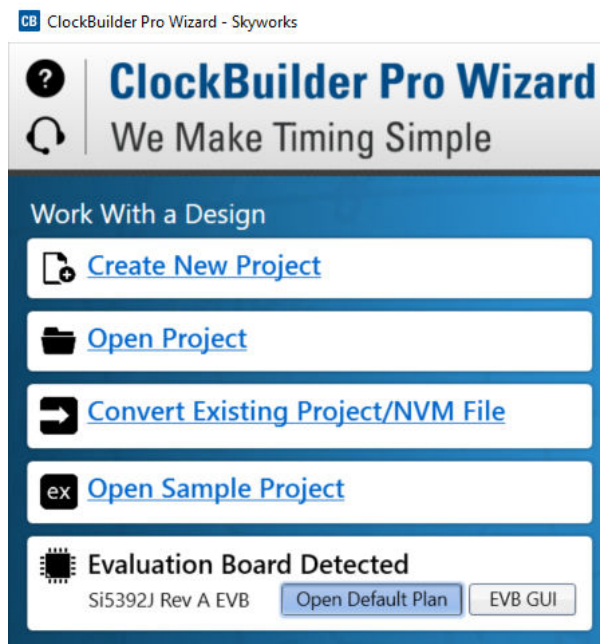 CB ClockBuilder Pro Wizard - Skyworks
?
ClockBuilder Pro Wizard
We Make Timing Simple
Work With a Design
Create New Project
Open Project
Convert Existing Project/NVM File
ex Open Sample Project
Evaluation Board Detected
Si5392J Rev A EVB Open Default Plan EVB GUI